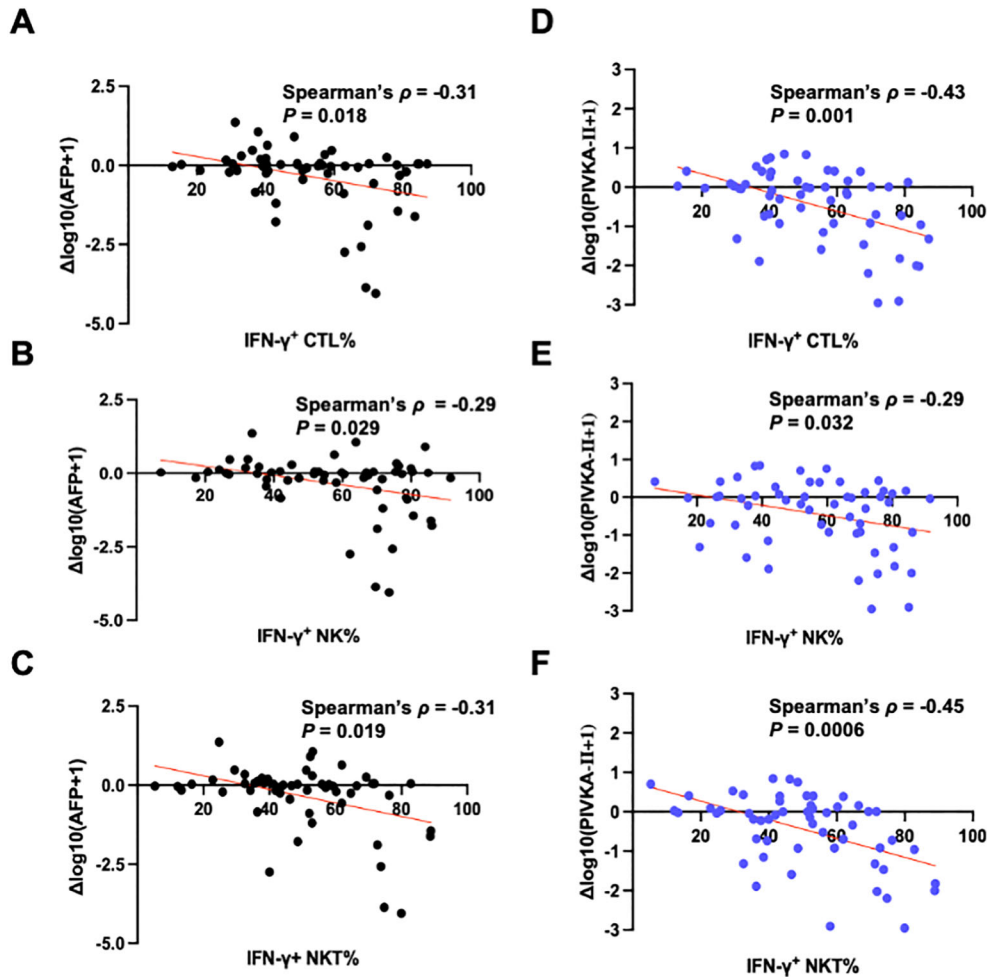 A
Δlog10(AFP+1)
2.5
0.0
-2.5
-5.0
20
40
60
80
100
Spearman's ρ = -0.31
P = 0.018
IFN-γ⁺ CTL%
B
Δlog10(AFP+1)
2.5
0.0
-2.5
-5.0
20
40
60
80
100
Spearman's ρ = -0.29
P = 0.029
IFN-γ⁺ NK%
C
Δlog10(AFP+1)
2.5
0.0
-2.5
-5.0
20
40
60
80
100
Spearman's ρ = -0.31
P = 0.019
IFN-γ+ NKT%
D
Δlog10(PIVKA-II+1)
3
2
1
0
-1
-2
-3
20
40
60
80
100
Spearman's ρ = -0.43
P = 0.001
IFN-γ⁺ CTL%
E
Δlog10(PIVKA-II+1)
3
2
1
0
-1
-2
-3
20
40
60
80
100
Spearman's ρ = -0.29
P = 0.032
IFN-γ⁺ NK%
F
Δlog10(PIVKA-II+1)
3
2
1
0
-1
-2
-3
20
40
60
80
100
Spearman's ρ = -0.45
P = 0.0006
IFN-γ⁺ NKT%